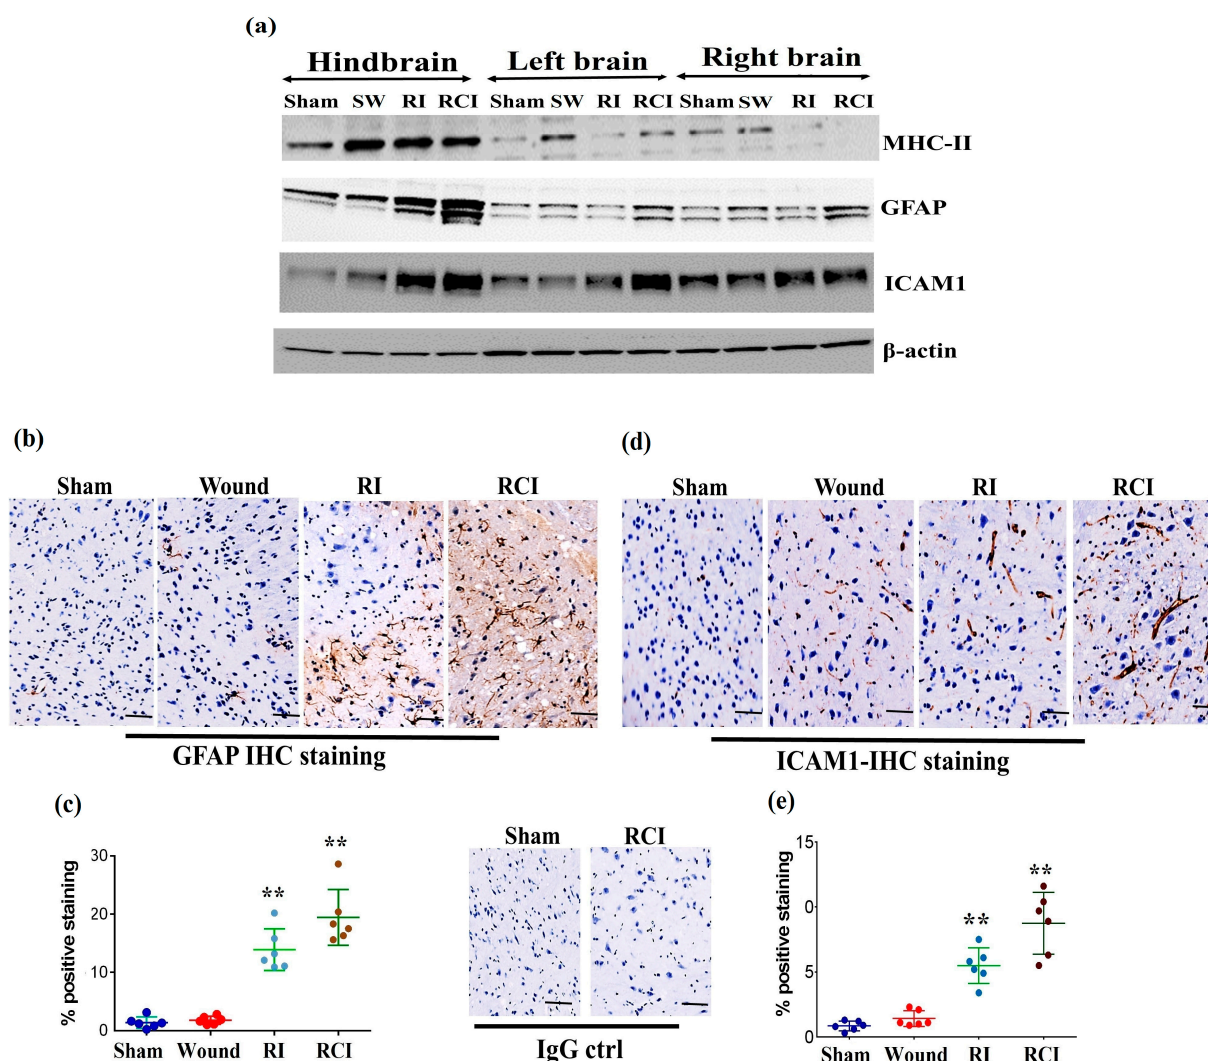 (a)
Hindbrain Left brain Right brain
Sham SW RI RCI Sham SW RI RCI Sham SW RI RCI
MHC-II
GFAP
ICAM1
β-actin
(b)
Sham Wound RI RCI
GFAP IHC staining
(d)
Sham Wound RI RCI
ICAM1-IHC staining
(c)
% positive staining
30
20
10
0
** **
Sham Wound RI RCI
Sham RCI
IgG ctrl
(e)
% positive staining
15
0
5
0
** **
Sham Wound RI RCI